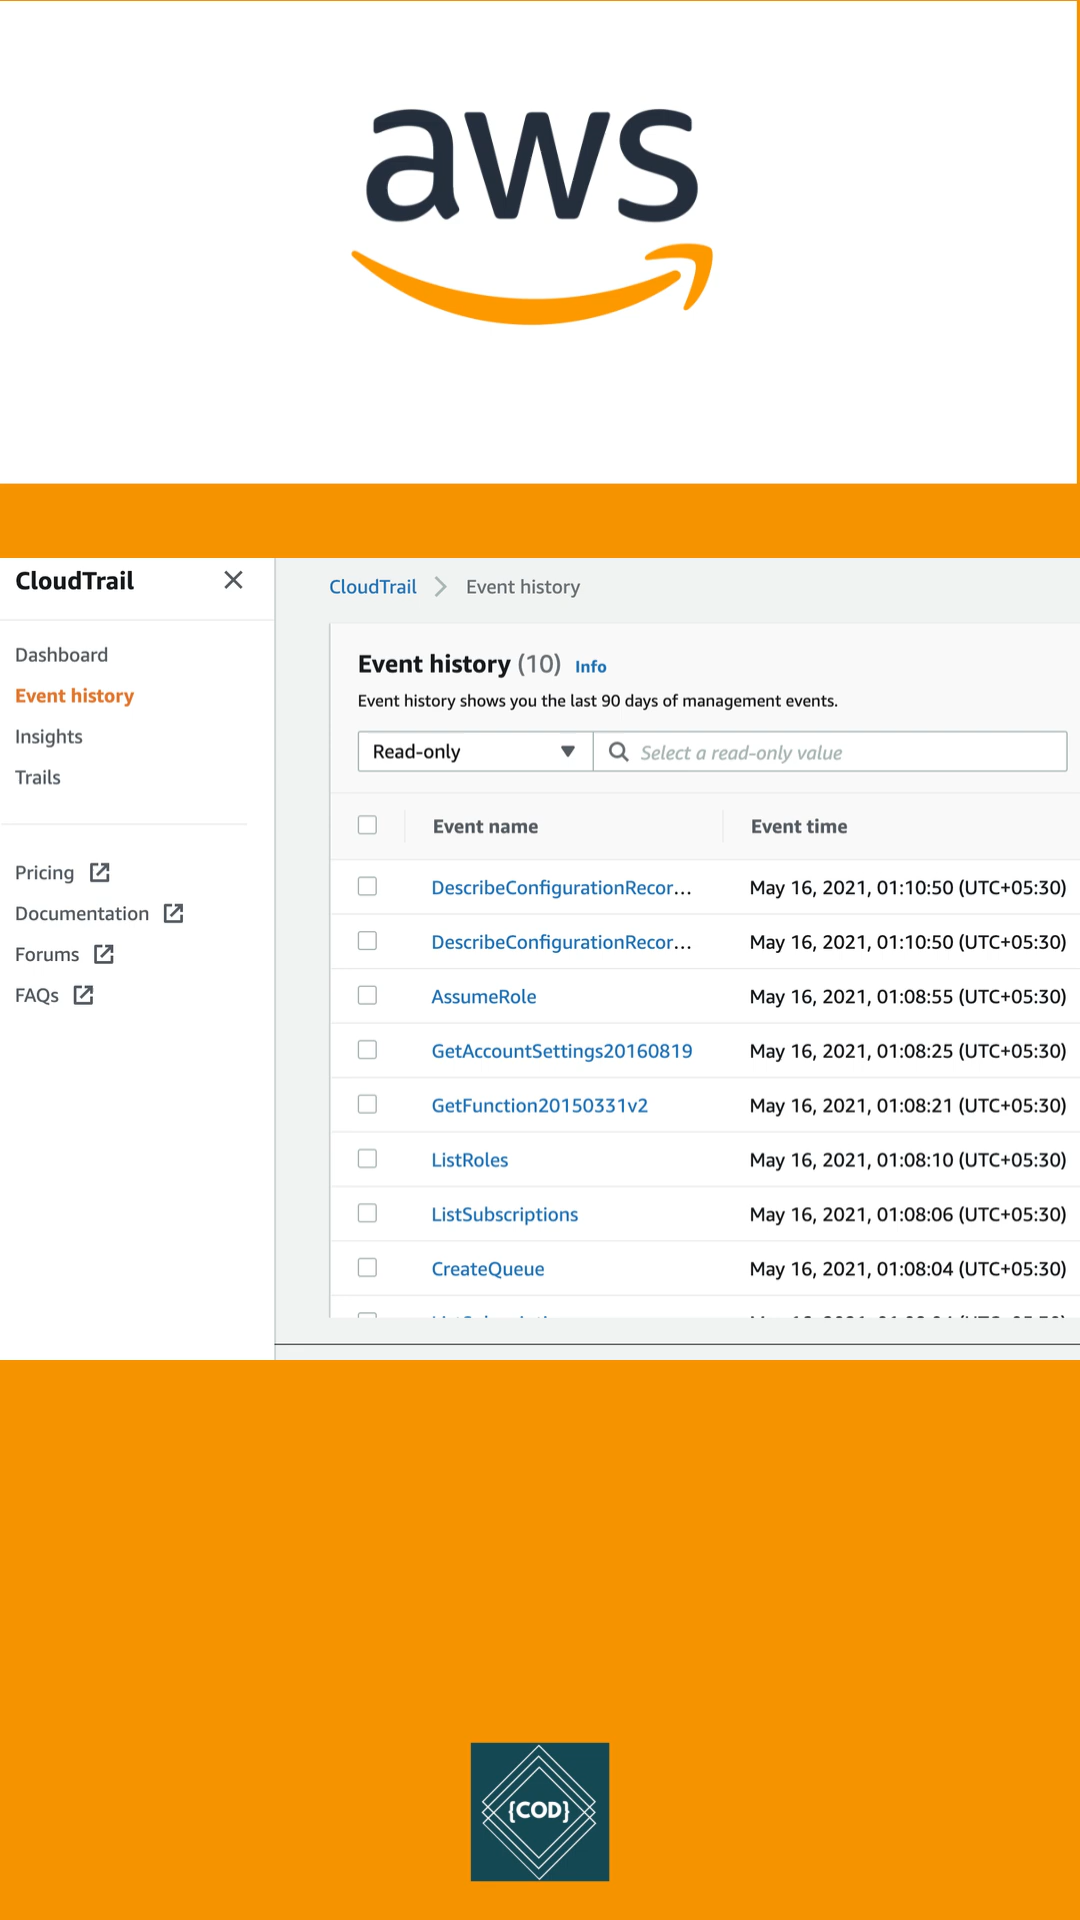 aws
CloudTrail
Dashboard
Event history
Insights
Trails
Pricing
Documentation
Forums
FAQs
CloudTrail Event history
Event history (10) Info
Event history shows you the last 90 days of management events.
Read-only Select a read-only value
Event name Event time
DescribeConfigurationRecor... May 16, 2021, 01:10:50 (UTC+05:30)
DescribeConfigurationRecor... May 16, 2021, 01:10:50 (UTC+05:30)
AssumeRole May 16, 2021, 01:08:55 (UTC+05:30)
GetAccountSettings20160819 May 16, 2021, 01:08:25 (UTC+05:30)
GetFunction20150331v2 May 16, 2021, 01:08:21 (UTC+05:30)
ListRoles May 16, 2021, 01:08:10 (UTC+05:30)
ListSubscriptions May 16, 2021, 01:08:06 (UTC+05:30)
CreateQueue May 16, 2021, 01:08:04 (UTC+05:30)
{COD}